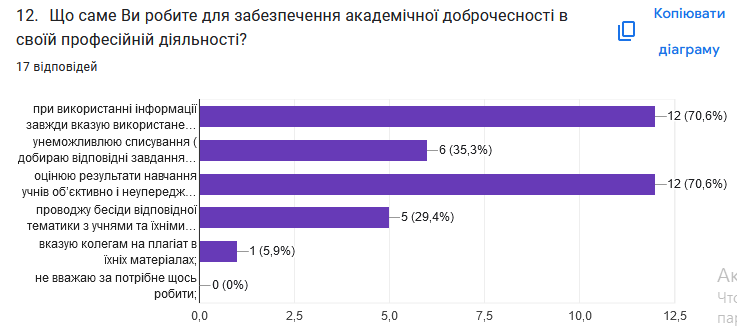 12. Що саме Ви робите для забезпечення академічної доброчесності в
своїй професійній діяльності?
Копіювати
діаграму
17 відповідей
при використанні інформації
завжди вказую використане…
12 (70,6%)
унеможливлюю списування (
добираю відповідні завдання…
6 (35,3%)
оцінюю результати навчання
учнів об’єктивно і неупередж…
12 (70,6%)
проводжу бесіди відповідної
тематики з учнями та їхніми…
5 (29,4%)
вказую колегам на плагіат в
їхніх матеріалах;
1 (5,9%)
не вважаю за потрібне щось
робити;
0 (0%)
0,0 2,5 5,0 7,5 10,0 12,5
Ак
Что
пар